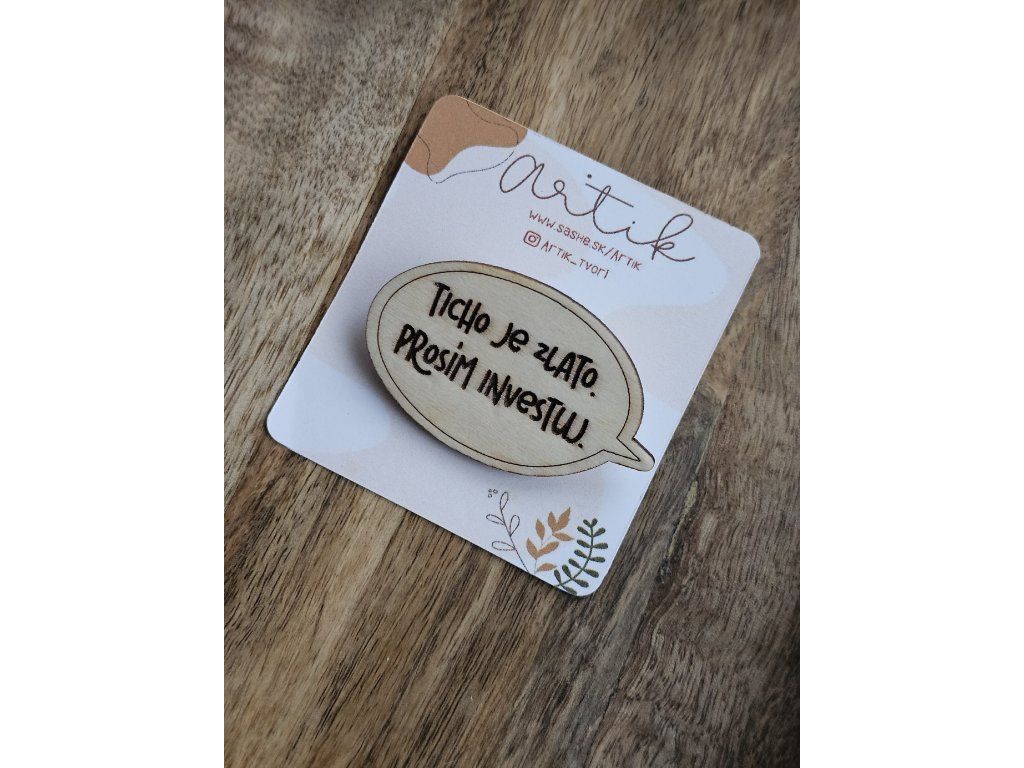 artik
www.sashe.sk/artik
artik_tvori
Ticho je zlato.
Prosím investuj.